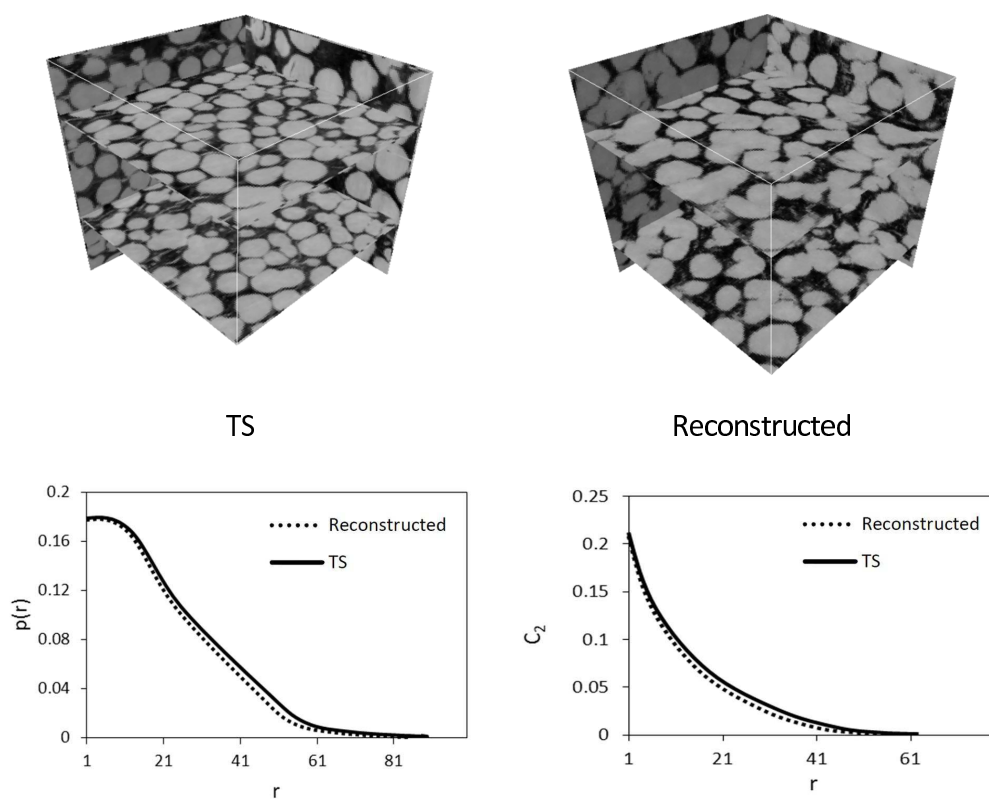 TS
Reconstructed
0.2
0.16
0.12
0.08
0.04
0
p(r)
Reconstructed
TS
1
21
41
61
81
r
0.25
0.2
0.15
0.1
0.05
0
C₂
Reconstructed
TS
1
21
41
61
r